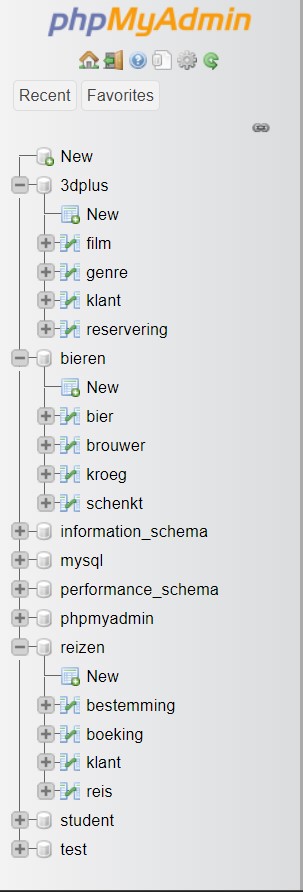 phpMyAdmin
Recent Favorites
New
3dplus
New
film
genre
klant
reservering
bieren
New
bier
brouwer
kroeg
schenkt
information_schema
mysql
performance_schema
phpmyadmin
reizen
New
bestemming
boeking
klant
reis
student
test